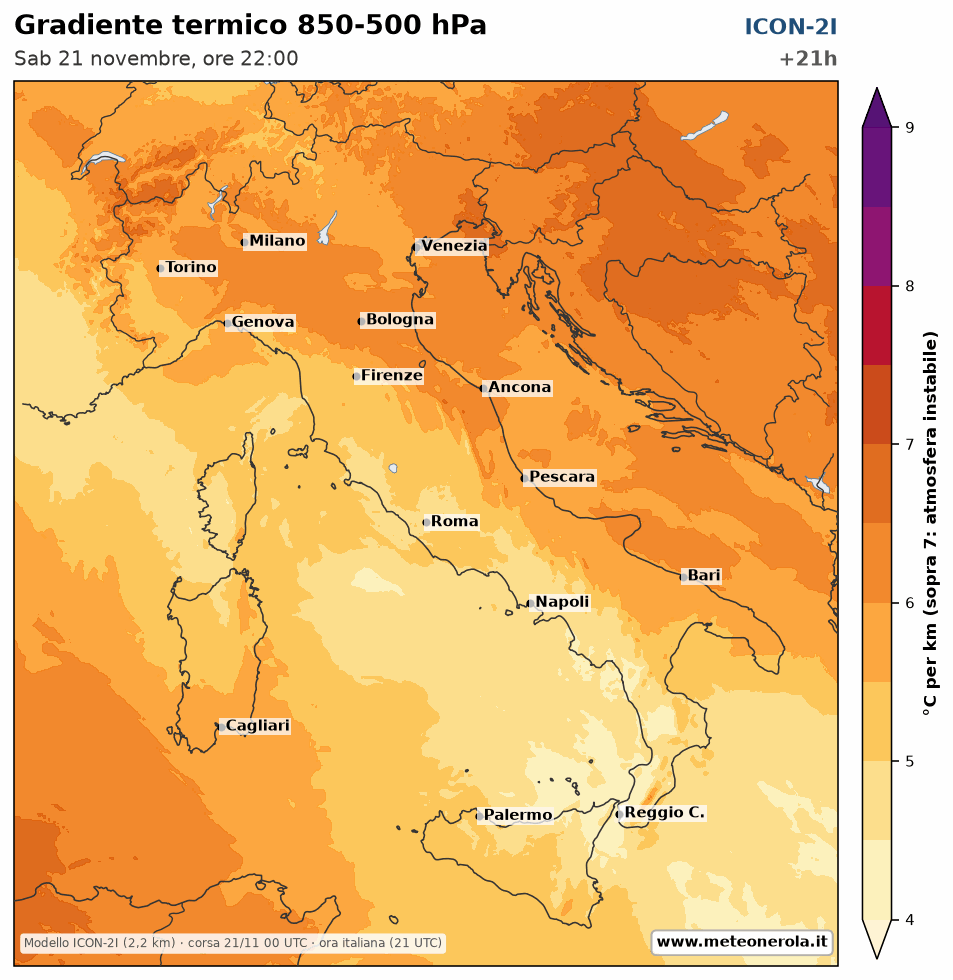 Gradiente termico 850-500 hPa
ICON-2I
Sab 21 novembre, ore 22:00
+21h
Milano
Venezia
Torino
Genova
Bologna
Firenze
Ancona
Pescara
Roma
Bari
Napoli
Cagliari
Palermo
Reggio C.
9
8
7
6
5
4
°C per km (sopra 7: atmosfera instabile)
Modello ICON-2I (2,2 km) · corsa 21/11 00 UTC · ora italiana (21 UTC)
www.meteonerola.it